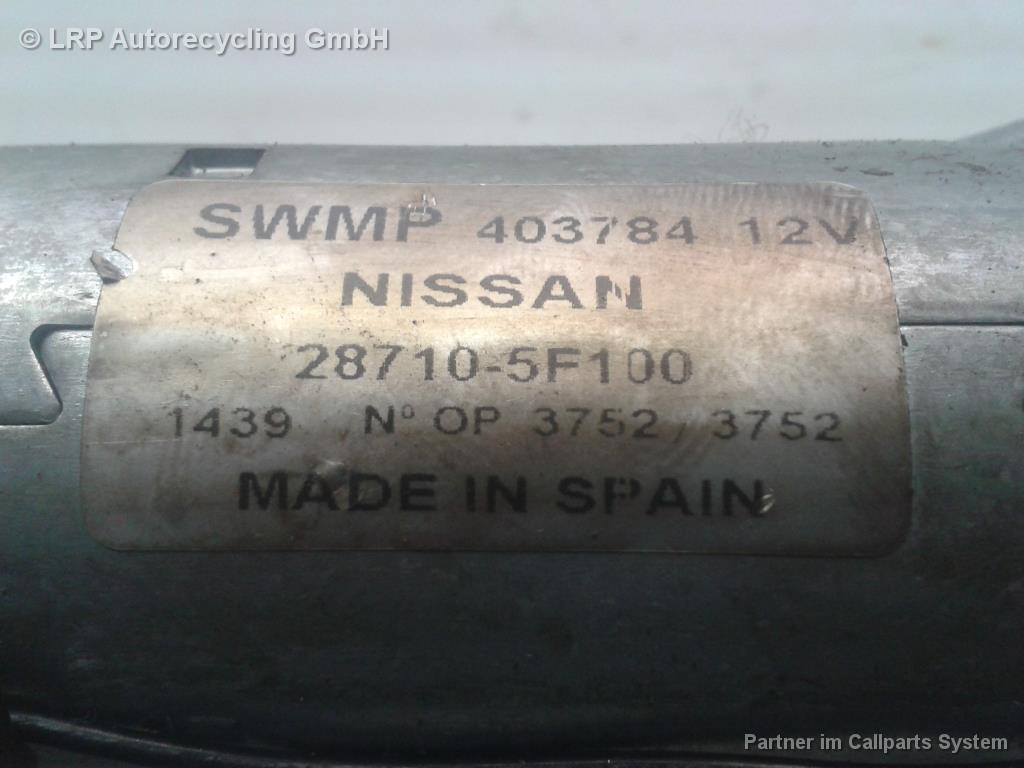 © LRP Autorecycling GmbH
SWMP 403784 12V
NISSAN
28710-5F100
1439 Nº OP 3752 / 3752
MADE IN SPAIN
Partner im Callparts System